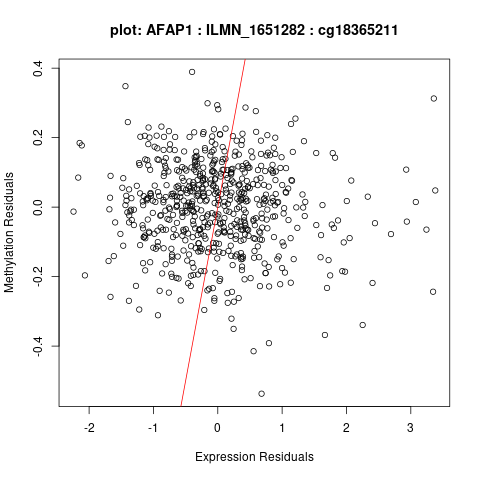 plot: AFAP1 : ILMN_1651282 : cg18365211
Methylation Residuals
0.4
0.2
0.0
-0.2
-0.4
-2 -1 0 1 2 3
Expression Residuals